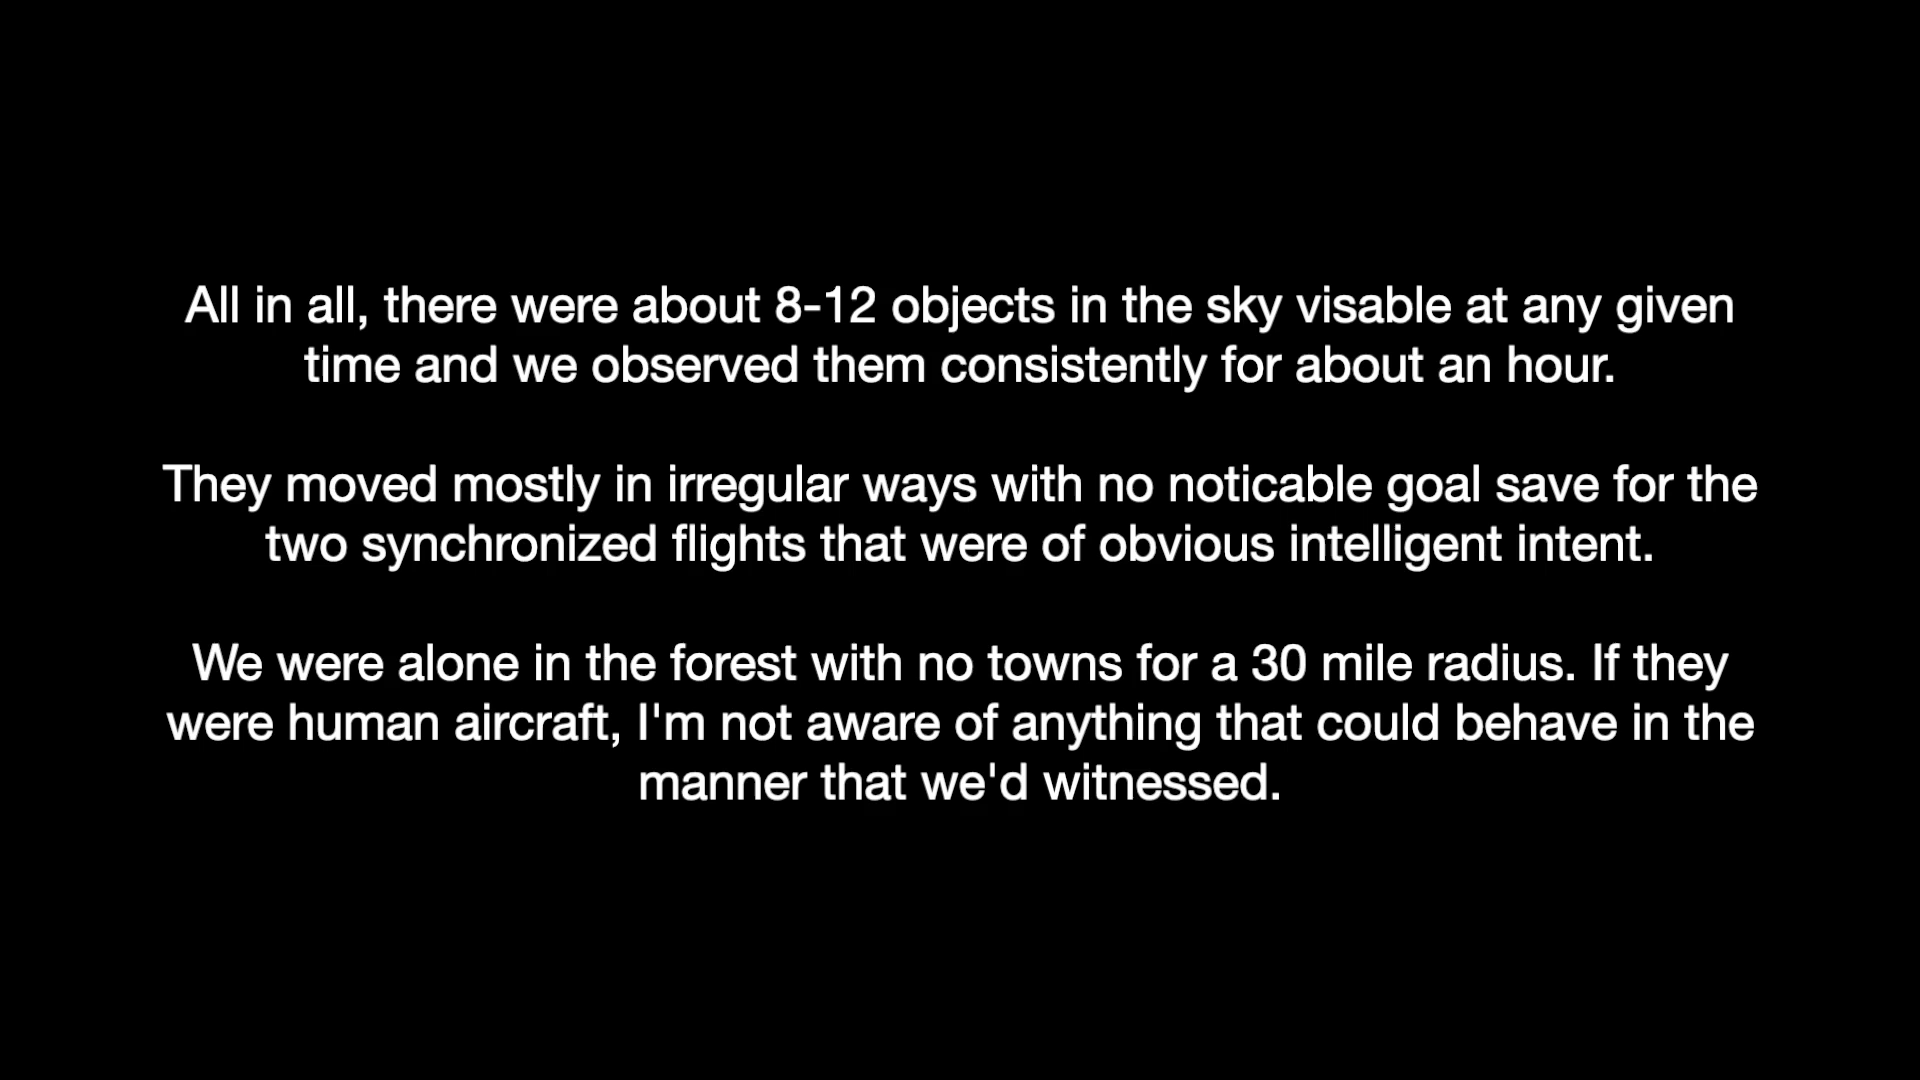 All in all, there were about 8-12 objects in the sky visable at any given
time and we observed them consistently for about an hour.
They moved mostly in irregular ways with no noticable goal save for the
two synchronized flights that were of obvious intelligent intent.
We were alone in the forest with no towns for a 30 mile radius. If they
were human aircraft, I'm not aware of anything that could behave in the
manner that we'd witnessed.